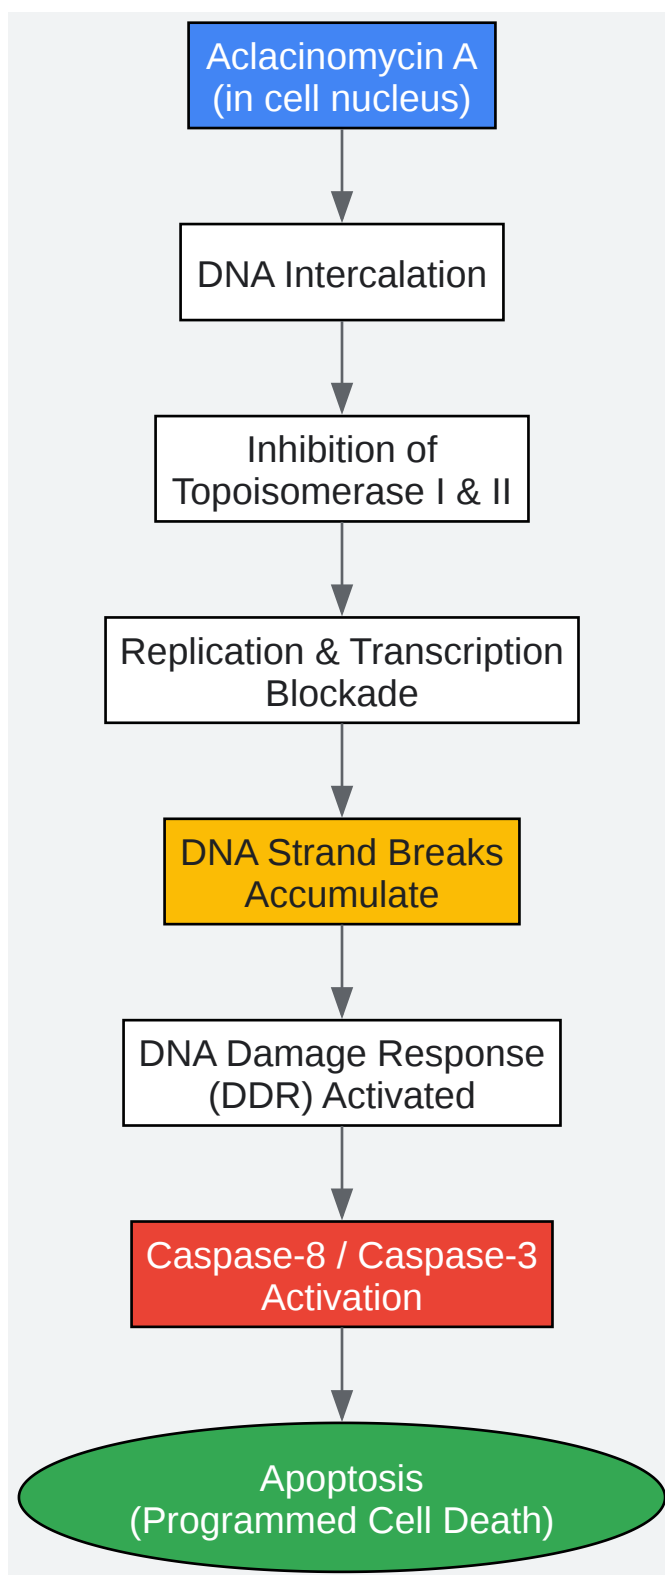 Aclacinomycin A
(in cell nucleus)
DNA Intercalation
Inhibition of
Topoisomerase I & II
Replication & Transcription
Blockade
DNA Strand Breaks
Accumulate
DNA Damage Response
(DDR) Activated
Caspase-8 / Caspase-3
Activation
Apoptosis
(Programmed Cell Death)